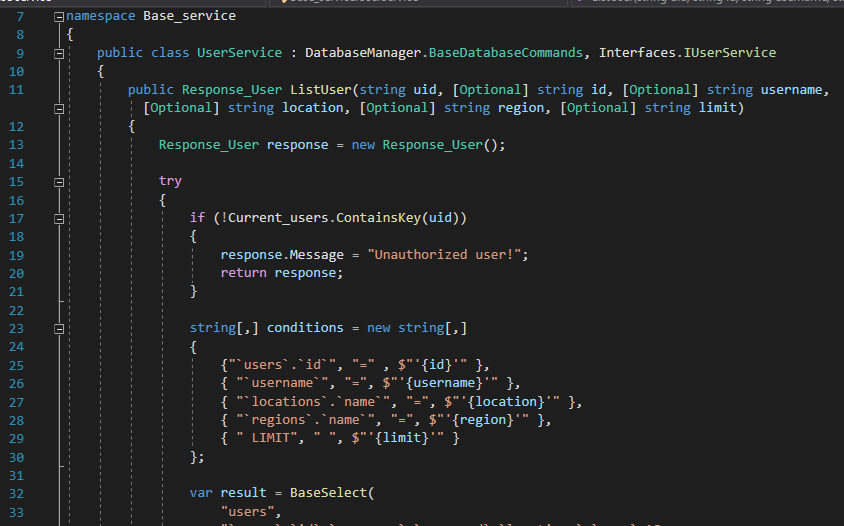 7 namespace Base_service
8 {
9 public class UserService : DatabaseManager.BaseDatabaseCommands, Interfaces.IUserService
10 {
11 public Response_User ListUser(string uid, [Optional] string id, [Optional] string username,
[Optional] string location, [Optional] string region, [Optional] string limit)
12 {
13 Response_User response = new Response_User();
14
15 try
16 {
17 if (!Current_users.ContainsKey(uid))
18 {
19 response.Message = "Unauthorized user!";
20 return response;
21 }
22
23 string[,] conditions = new string[,]
24 {
25 {"`users`.`id`", "=" , $"'{id}'" },
26 { "`username`", "=", $"'{username}'" },
27 { "`locations`.`name`", "=", $"'{location}'" },
28 { "`regions`.`name`", "=", $"'{region}'" },
29 { " LIMIT", " ", $"'{limit}'" }
30 };
31
32 var result = BaseSelect(
33 "users",